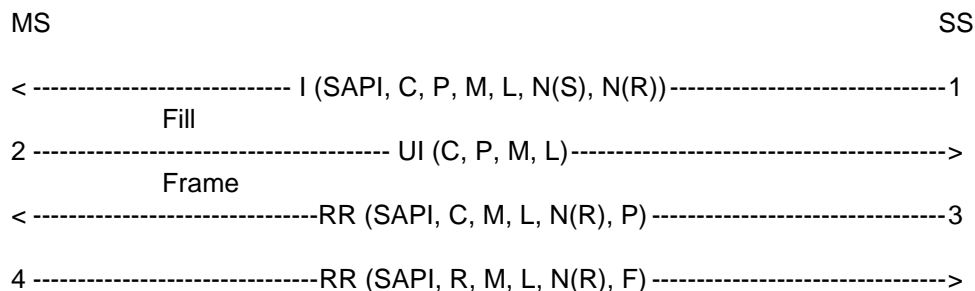 MS SS
< ----------------------------- I (SAPI, C, P, M, L, N(S), N(R))-------------------------------1
Fill
2 ---------------------------------------- UI (C, P, M, L)------------------------------------------>
Frame
< --------------------------------RR (SAPI, C, M, L, N(R), P) ---------------------------------3
4 --------------------------------RR (SAPI, R, M, L, N(R), F) --------------------------------->